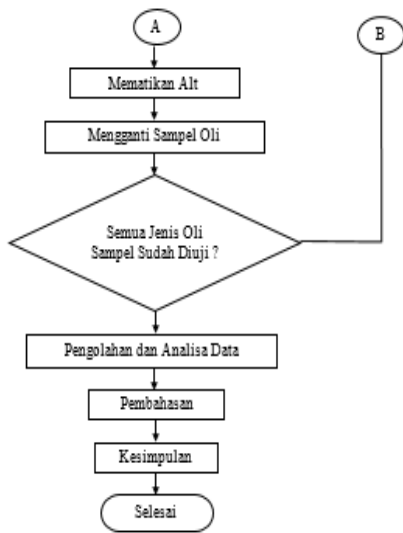 A
B
Mematikan Alt
Mengganti Sampel Oli
Semua Jenis Oli
Sampel Sudah Diuji ?
Pengolahan dan Analisa Data
Pembahasan
Kesimpulan
Selesai